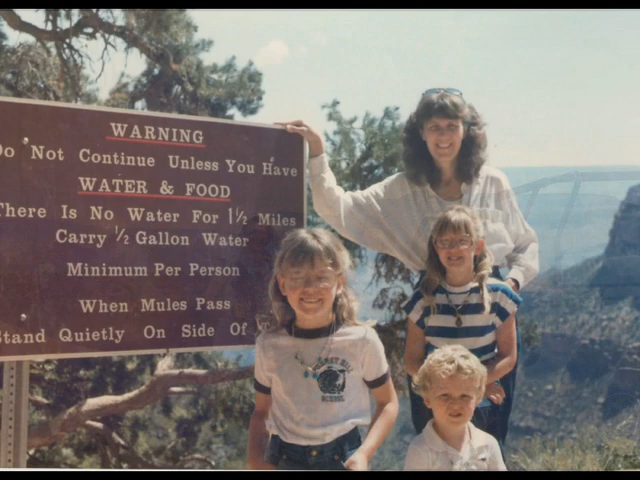 WARNING
Do Not Continue Unless You Have
WATER & FOOD
There Is No Water For 1½ Miles
Carry ½ Gallon Water
Minimum Per Person
When Mules Pass
Stand Quietly On Side Of
SCHOOL